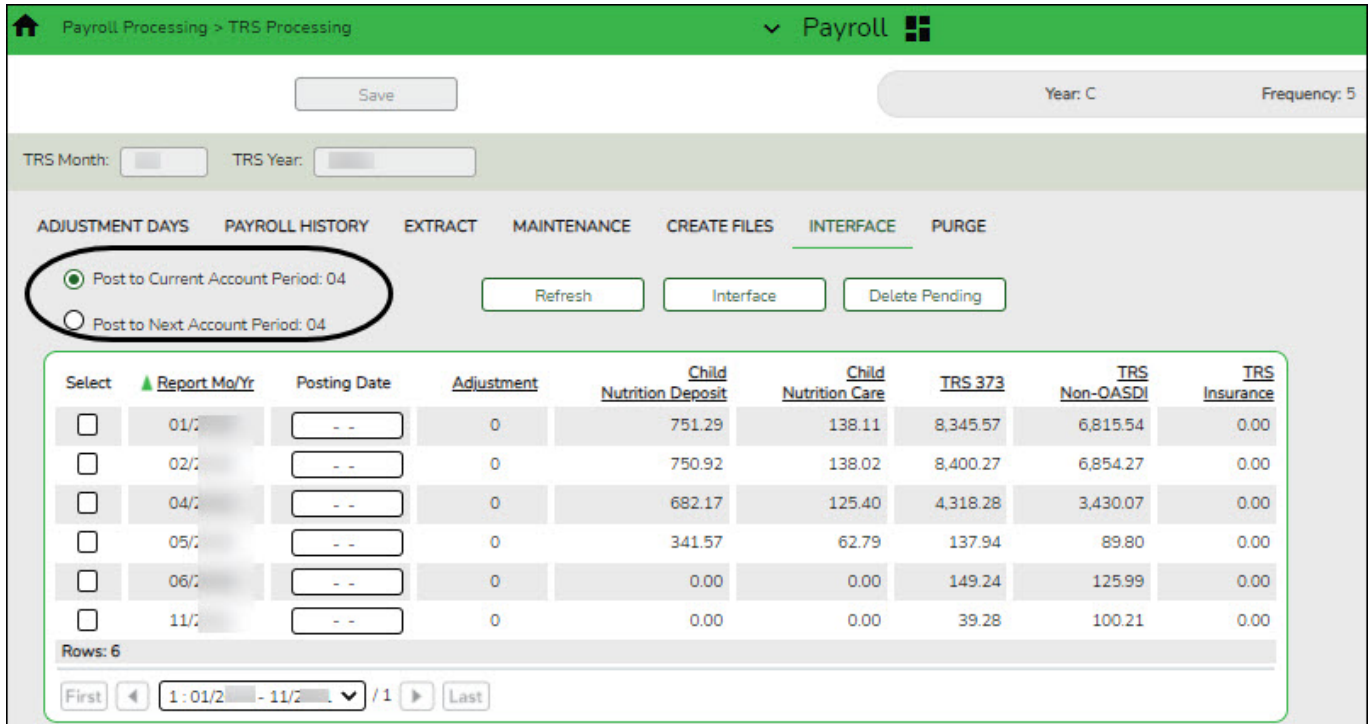 Payroll Processing > TRS Processing
Payroll
Save
Year: C
Frequency: 5
TRS Month:
TRS Year:
ADJUSTMENT DAYS PAYROLL HISTORY EXTRACT MAINTENANCE CREATE FILES INTERFACE PURGE
Post to Current Account Period: 04
Post to Next Account Period: 04
Refresh Interface Delete Pending
Select Report Mo/Yr Posting Date Adjustment Child Nutrition Deposit Child Nutrition Care TRS 373 TRS Non-OASDI TRS Insurance
01/2 - - 0 751.29 138.11 8,345.57 6,815.54 0.00
02/2 - - 0 750.92 138.02 8,400.27 6,854.27 0.00
04/2 - - 0 682.17 125.40 4,318.28 3,430.07 0.00
05/2 - - 0 341.57 62.79 137.94 89.80 0.00
06/2 - - 0 0.00 0.00 149.24 125.99 0.00
11/2 - - 0 0.00 0.00 39.28 100.21 0.00
Rows: 6
First 1 : 01/2 - 11/2 / 1 Last